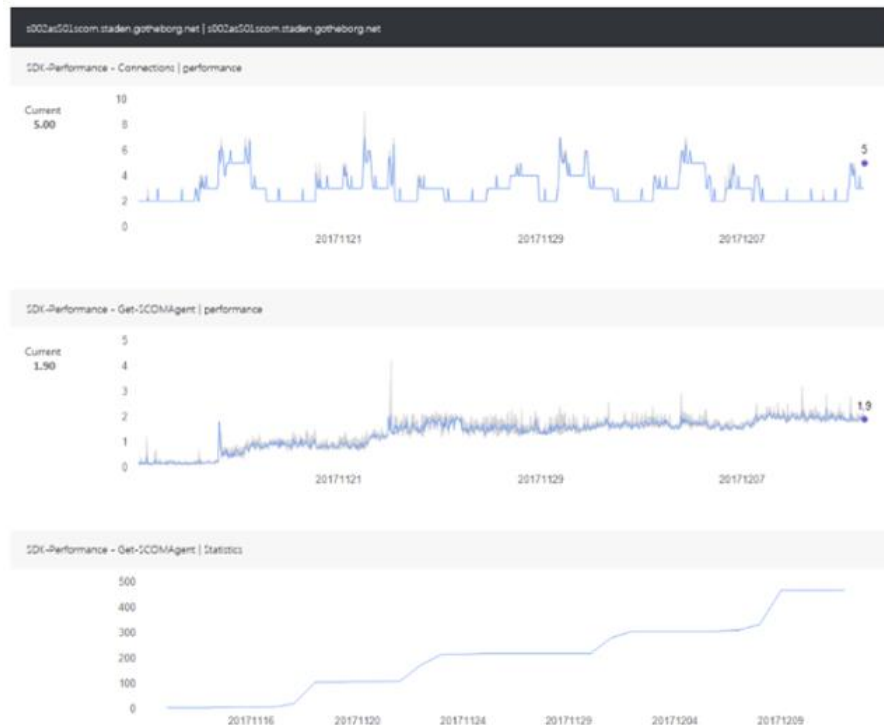 s002as501scom.staden.gotheborg.net | s002as501scom.staden.gotheborg.net
SDK-Performance - Connections | performance
Current
5.00
10
8
6
4
2
0
5
20171121 20171129 20171207
SDK-Performance - Get-SCOMAgent | performance
Current
1.90
5
4
3
2
1
0
1.9
20171121 20171129 20171207
SDK-Performance - Get-SCOMAgent | Statistics
500
400
300
200
100
0
20171116 20171120 20171124 20171129 20171204 20171209